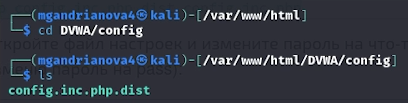 (mgandrianova4㉿kali)-[/var/www/html]
$ cd DVWA/config
(mgandrianova4㉿kali)-[/var/www/html/DVWA/config]
$ ls
config.inc.php.dist